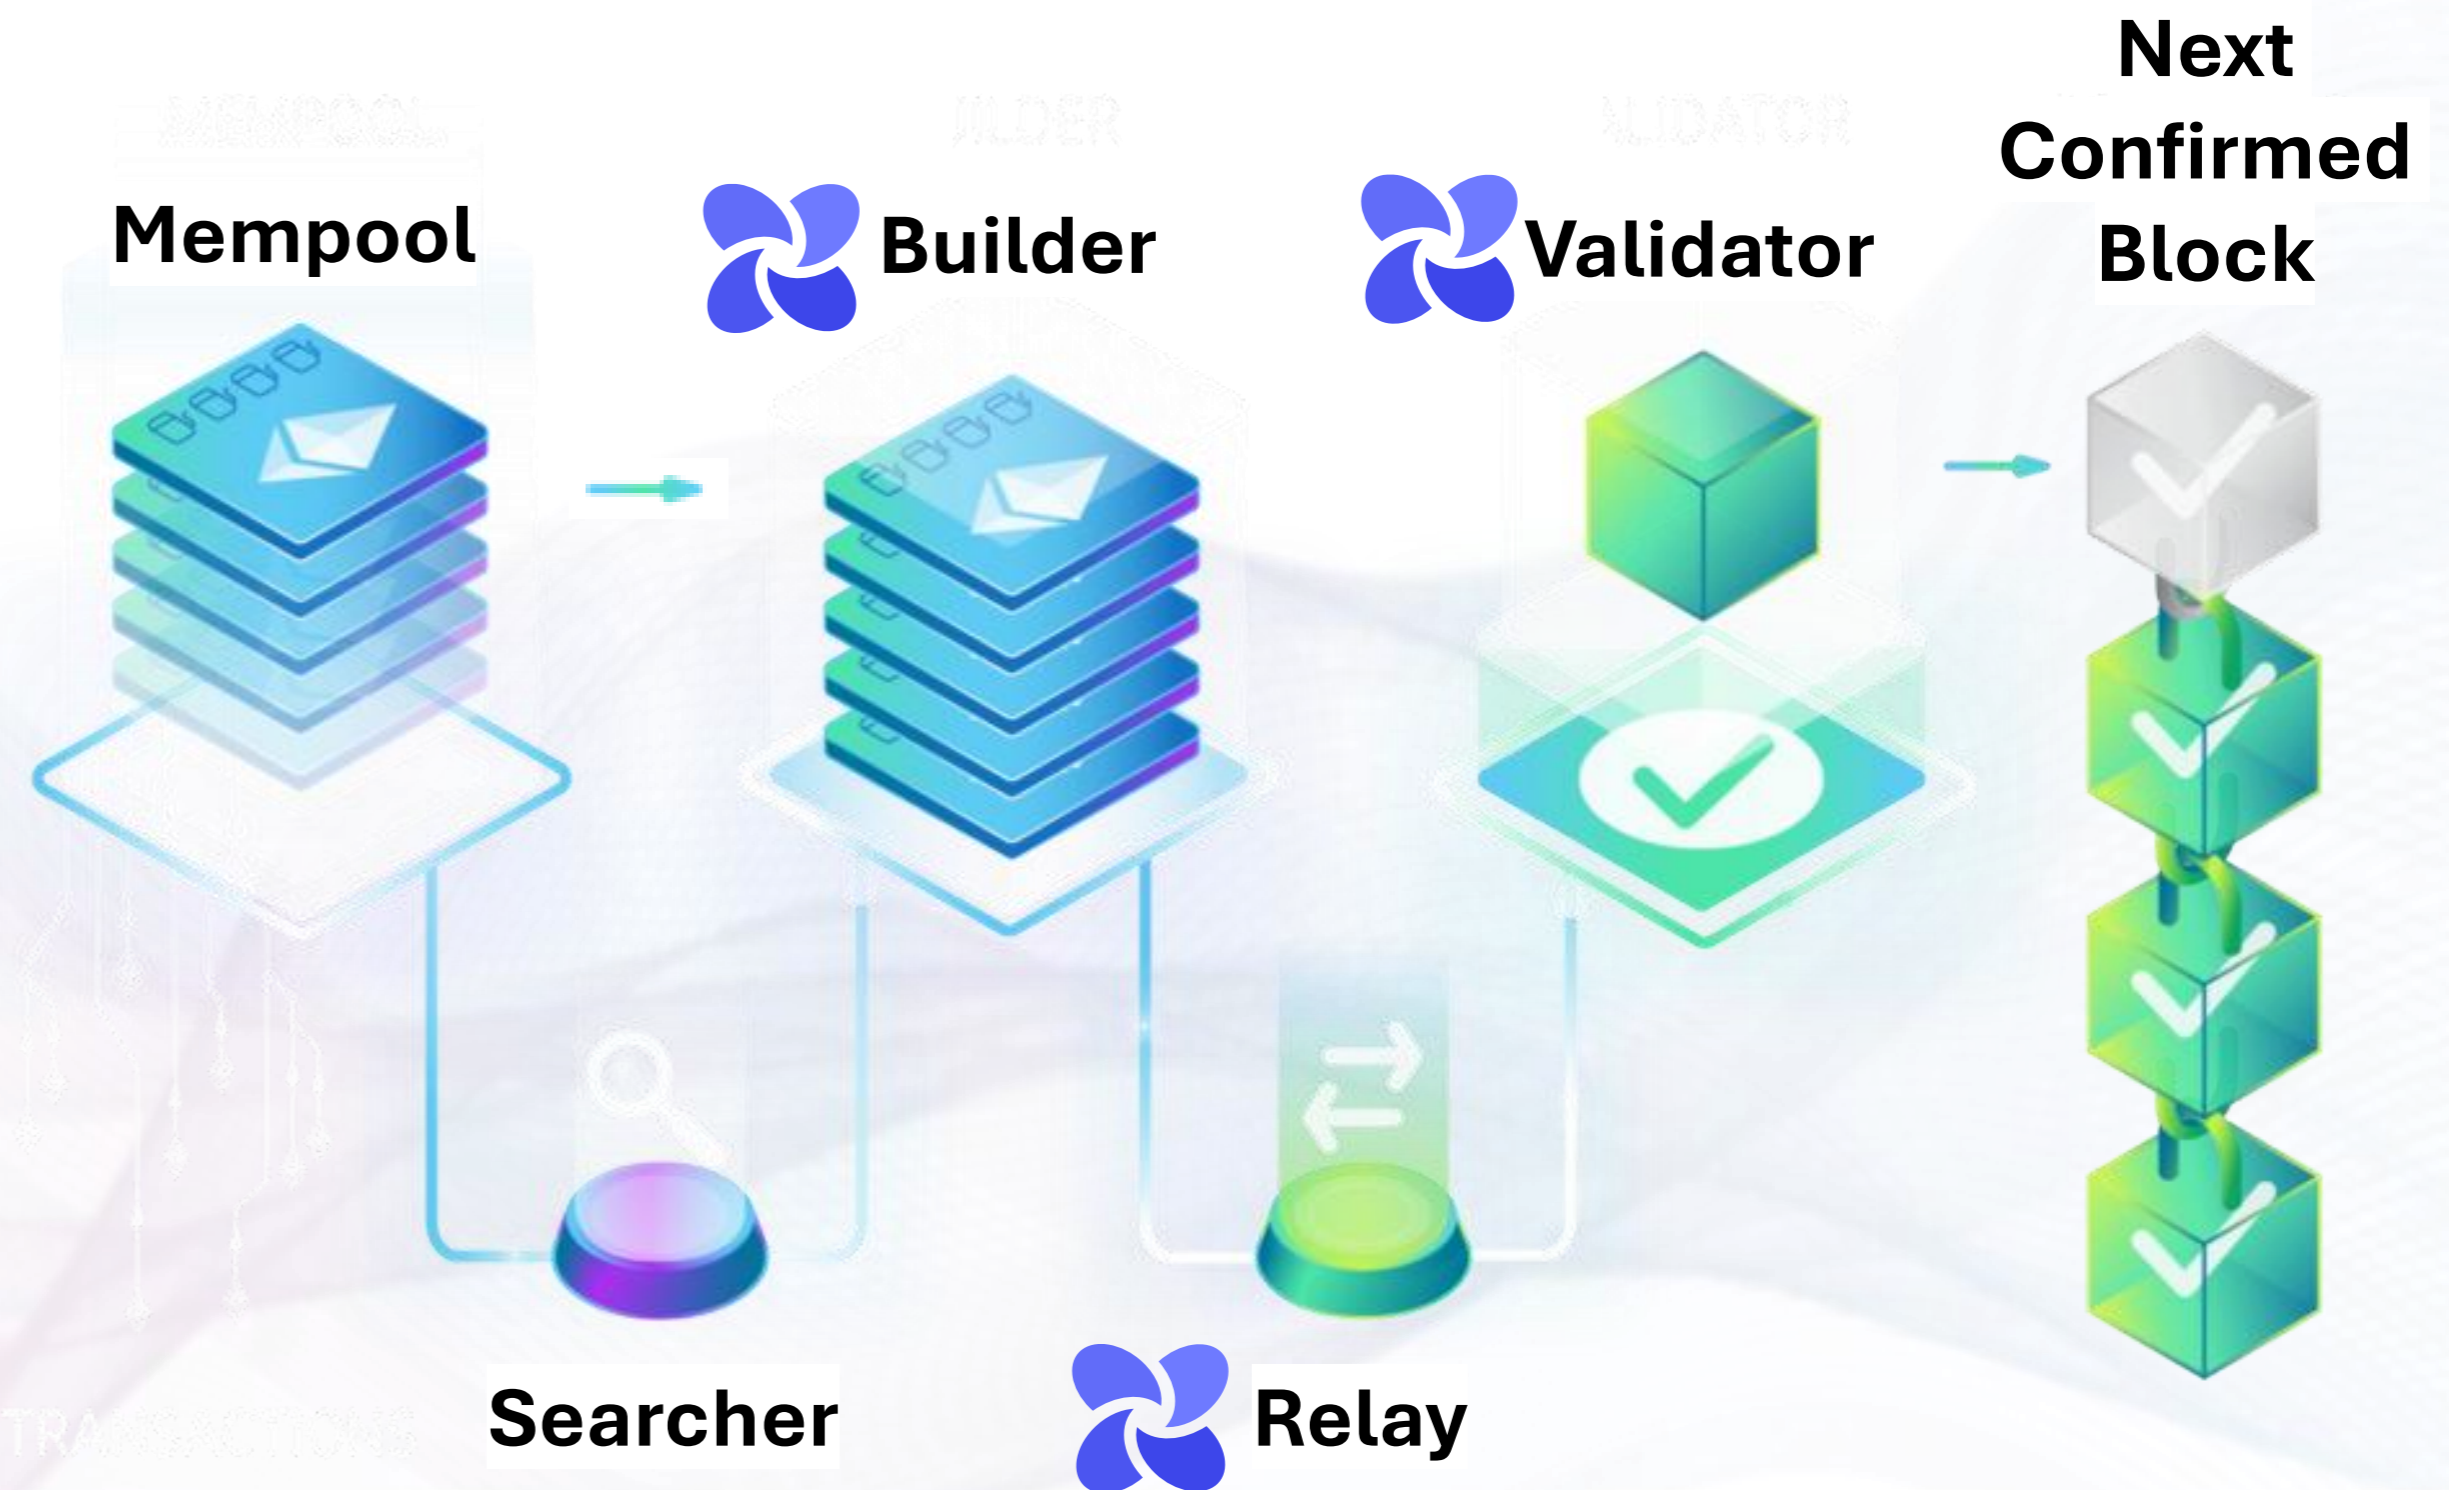 Next
Confirmed
Block
Mempool
Builder
Validator
Searcher
Relay